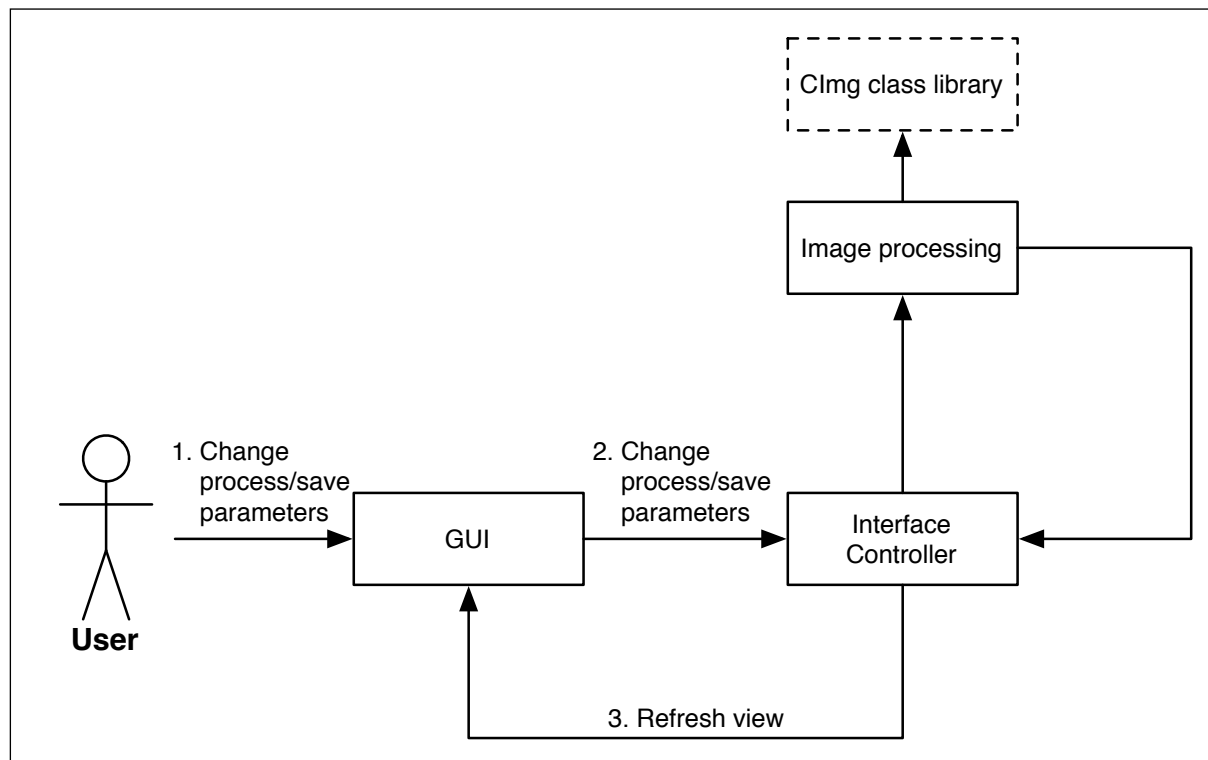 CImg class library
Image processing
1. Change
process/save
parameters
2. Change
process/save
parameters
GUI
Interface
Controller
User
3. Refresh view